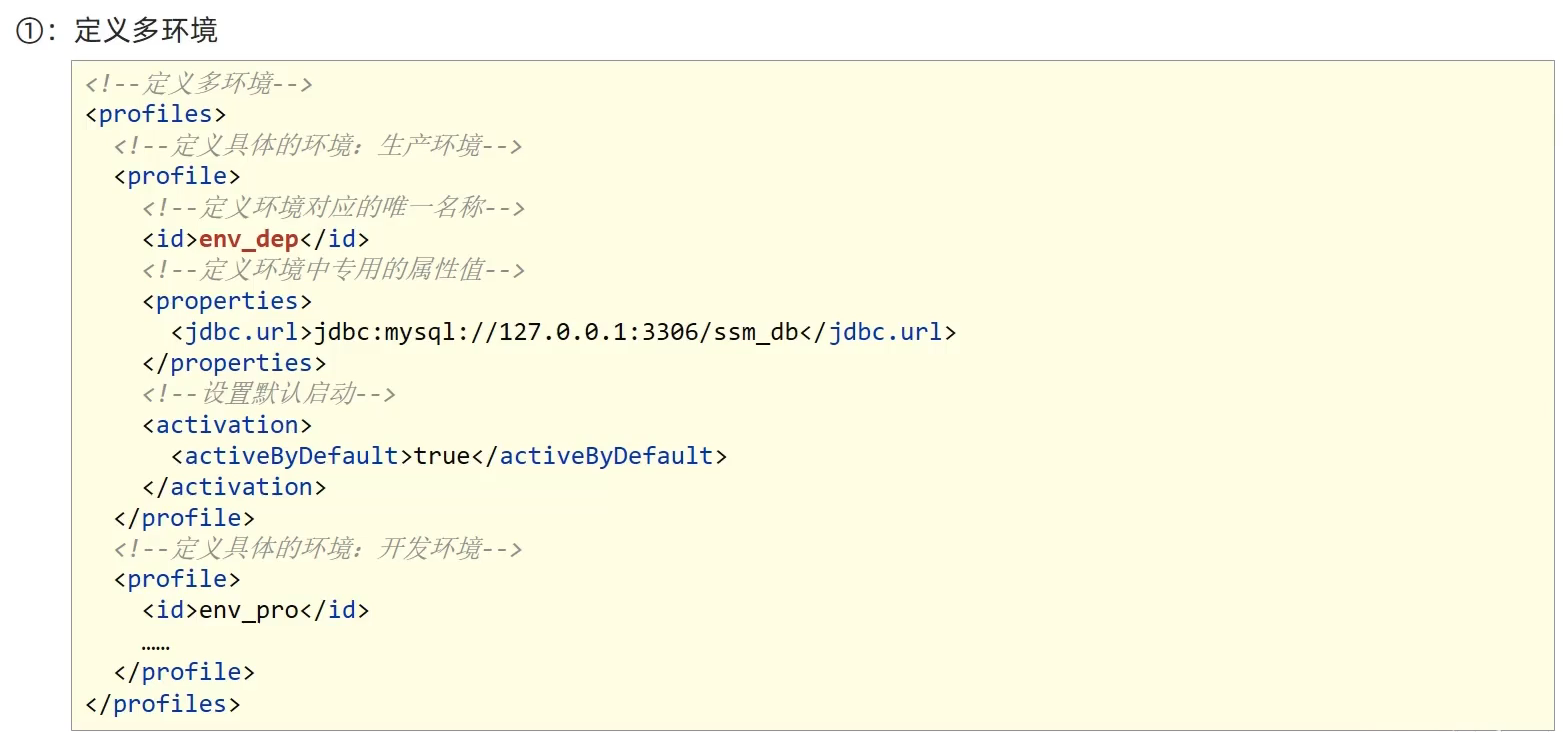 ①：定义多环境
<!--定义多环境-->
<profiles>
<!--定义具体的环境：生产环境-->
<profile>
<!--定义环境对应的唯一名称-->
<id>env_dep</id>
<!--定义环境中专用的属性值-->
<properties>
<jdbc.url>jdbc:mysql://127.0.0.1:3306/ssm_db</jdbc.url>
</properties>
<!--设置默认启动-->
<activation>
<activeByDefault>true</activeByDefault>
</activation>
</profile>
<!--定义具体的环境：开发环境-->
<profile>
<id>env_pro</id>
……
</profile>
</profiles>